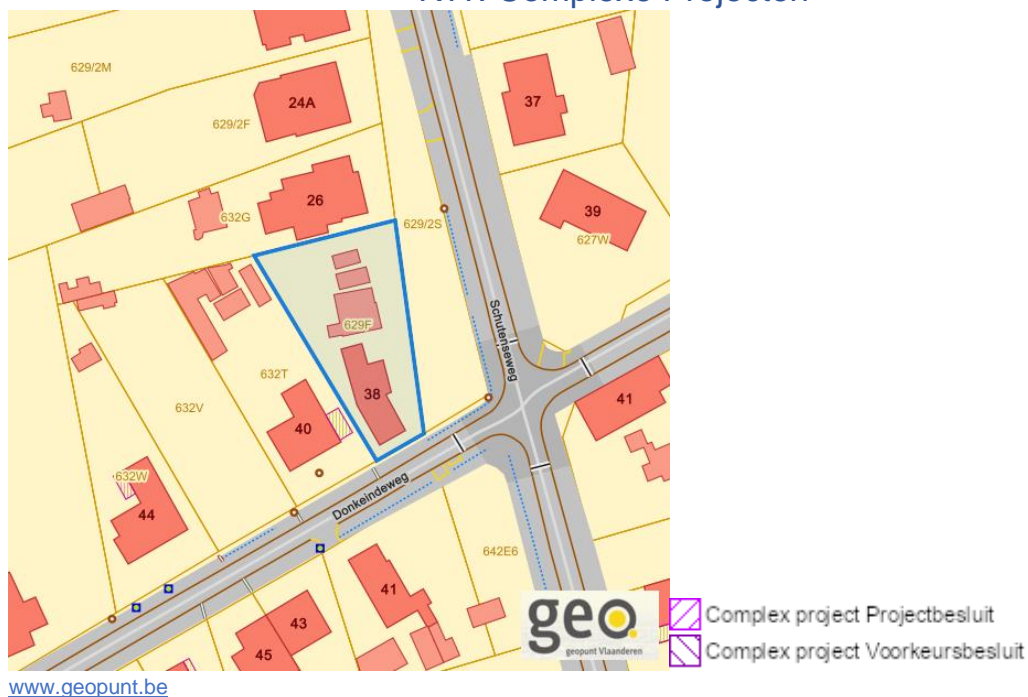 629/2M
24A
37
629/2F
26
39
632G
629/2S
627W
Schutenseweg
629F
632T
38
41
632V
40
632W
Donkeindeweg
44
642E6
41
43
45
geo
geopunt Vlaanderen
Complex project Projectbesluit
Complex project Voorkeursbesluit
www.geopunt.be